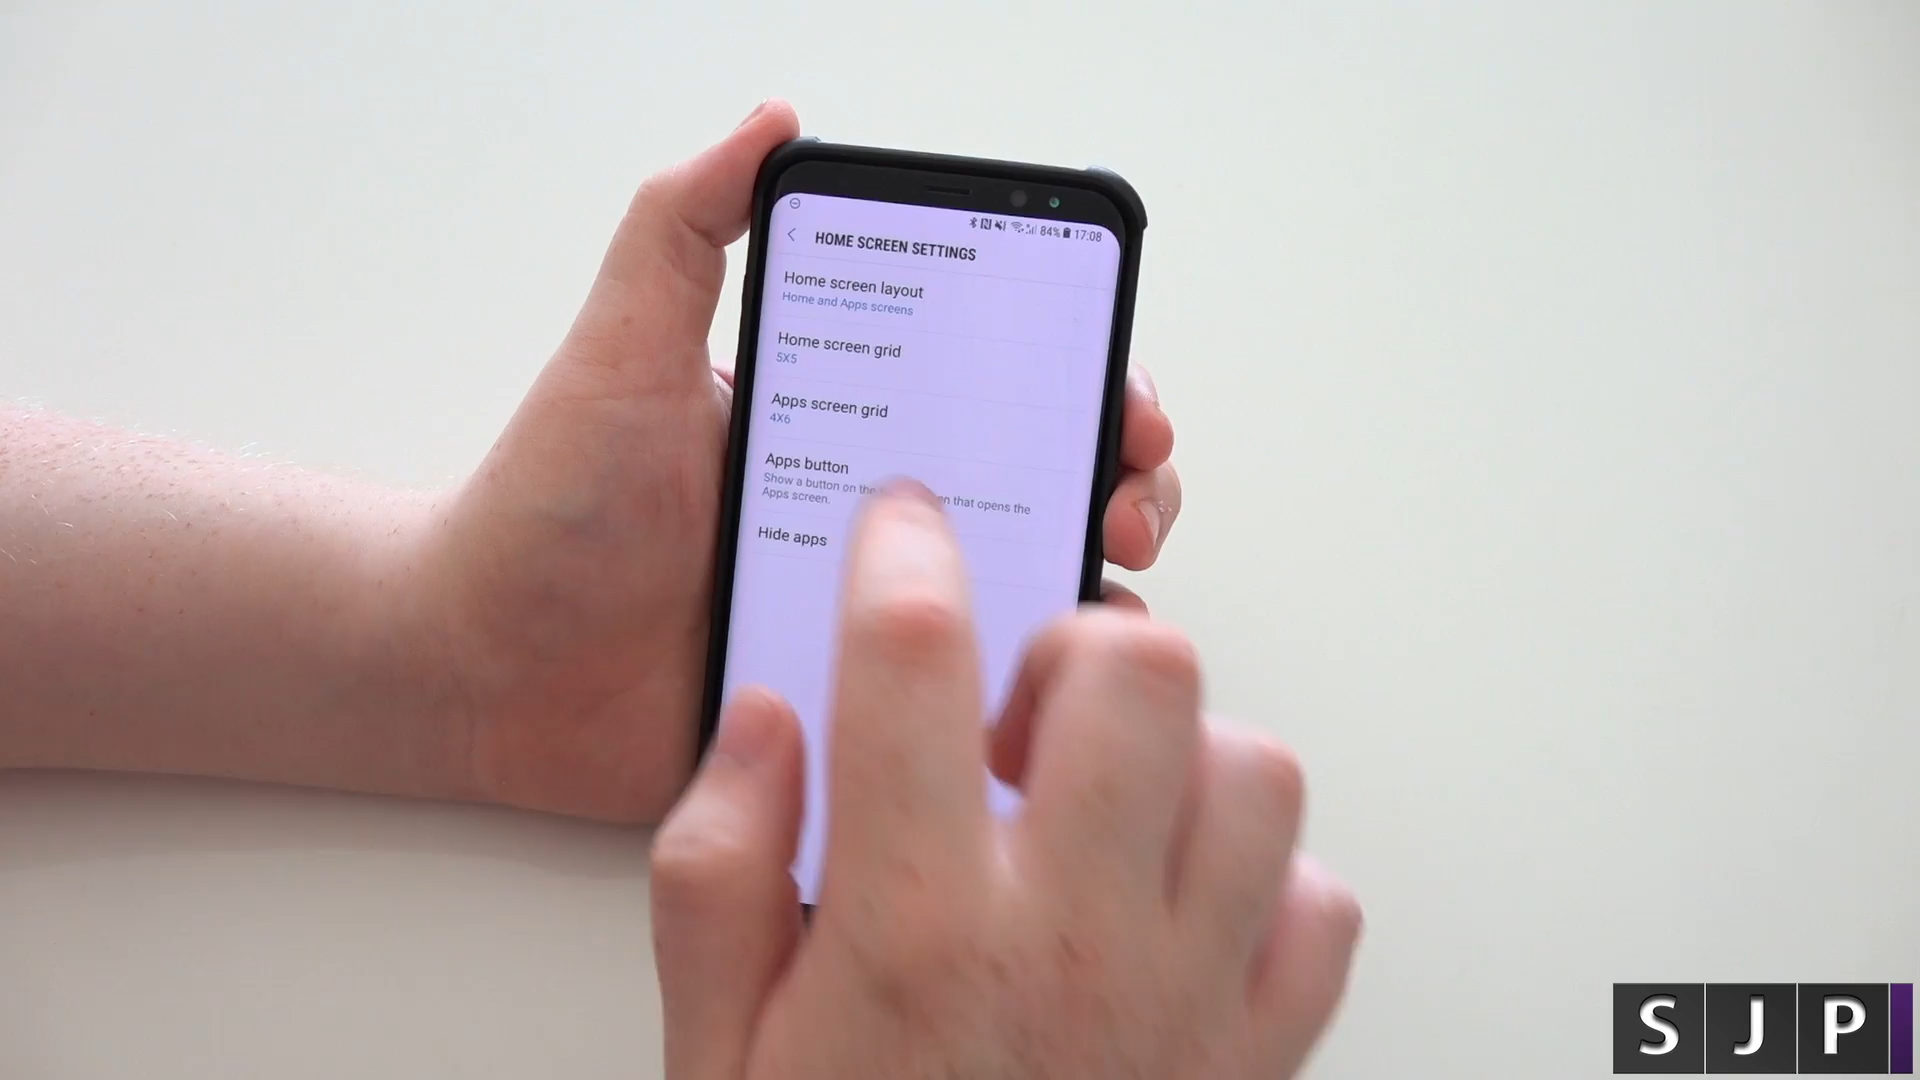 84% 17:08
HOME SCREEN SETTINGS
Home screen layout
Home and Apps screens
Home screen grid
5X5
Apps screen grid
4X6
Apps button
Show a button on the that opens the
Apps screen.
Hide apps
SJP